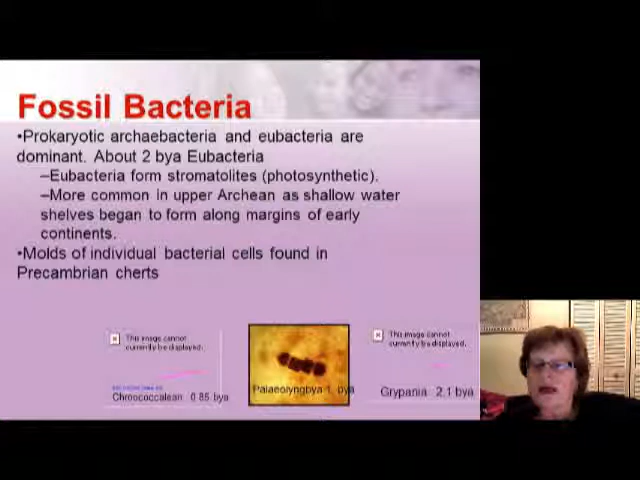 Fossil Bacteria
•Prokaryotic archaebacteria and eubacteria are
dominant. About 2 bya Eubacteria
–Eubacteria form stromatolites (photosynthetic).
–More common in upper Archean as shallow water
shelves began to form along margins of early
continents.
•Molds of individual bacterial cells found in
Precambrian cherts
This image cannot
currently be displayed.
This image cannot
currently be displayed.
Chroococcalean 0.85 bya
Palaeolyngbya 1. bya
Grypania 2.1 bya